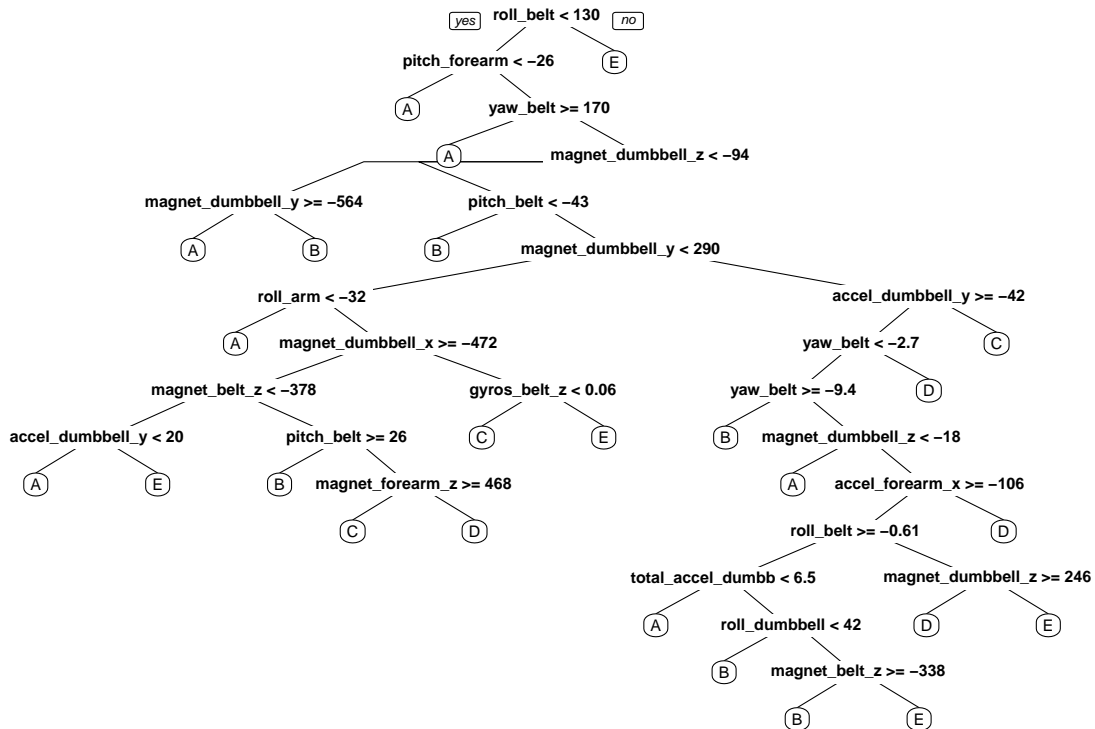 yes roll_belt < 130 no
pitch_forearm < −26 E
A yaw_belt >= 170
A magnet_dumbbell_z < −94
magnet_dumbbell_y >= −564 pitch_belt < −43
A B B magnet_dumbbell_y < 290
roll_arm < −32 accel_dumbbell_y >= −42
A magnet_dumbbell_x >= −472 yaw_belt < −2.7 C
magnet_belt_z < −378 gyros_belt_z < 0.06 yaw_belt >= −9.4 D
accel_dumbbell_y < 20 pitch_belt >= 26 C E B magnet_dumbbell_z < −18
A E B magnet_forearm_z >= 468 A accel_forearm_x >= −106
C D roll_belt >= −0.61 D
total_accel_dumbb < 6.5 magnet_dumbbell_z >= 246
A roll_dumbbell < 42 D E
B magnet_belt_z >= −338
B E